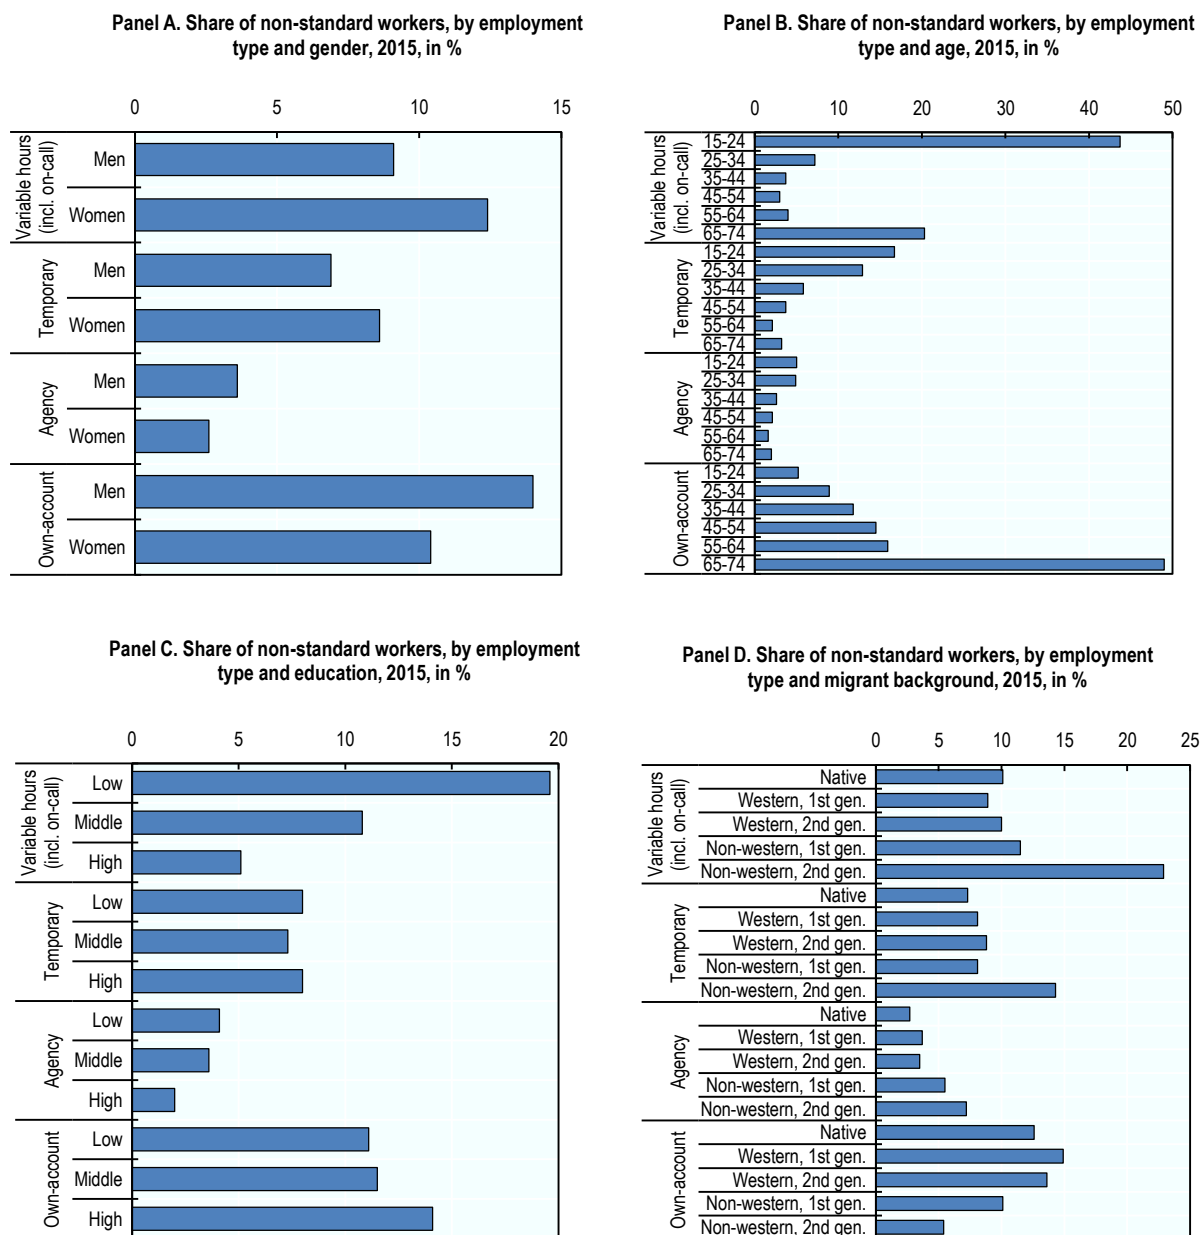 Panel A. Share of non-standard workers, by employment
type and gender, 2015, in %
0 5 10 15
Variable hours
(incl. on-call)
Men
Women
Temporary
Men
Women
Agency
Men
Women
Own-account
Men
Women
Panel B. Share of non-standard workers, by employment
type and age, 2015, in %
0 10 20 30 40 50
Variable hours
(incl. on-call)
15-24
25-34
35-44
45-54
55-64
65-74
Temporary
15-24
25-34
35-44
45-54
55-64
65-74
Agency
15-24
25-34
35-44
45-54
55-64
65-74
Own-account
15-24
25-34
35-44
45-54
55-64
65-74
Panel C. Share of non-standard workers, by employment
type and education, 2015, in %
0 5 10 15 20
Variable hours
(incl. on-call)
Low
Middle
High
Temporary
Low
Middle
High
Agency
Low
Middle
High
Own-account
Low
Middle
High
Panel D. Share of non-standard workers, by employment
type and migrant background, 2015, in %
0 5 10 15 20 25
Variable hours
(incl. on-call)
Native
Western, 1st gen.
Western, 2nd gen.
Non-western, 1st gen.
Non-western, 2nd gen.
Temporary
Native
Western, 1st gen.
Western, 2nd gen.
Non-western, 1st gen.
Non-western, 2nd gen.
Agency
Native
Western, 1st gen.
Western, 2nd gen.
Non-western, 1st gen.
Non-western, 2nd gen.
Own-account
Native
Western, 1st gen.
Western, 2nd gen.
Non-western, 1st gen.
Non-western, 2nd gen.